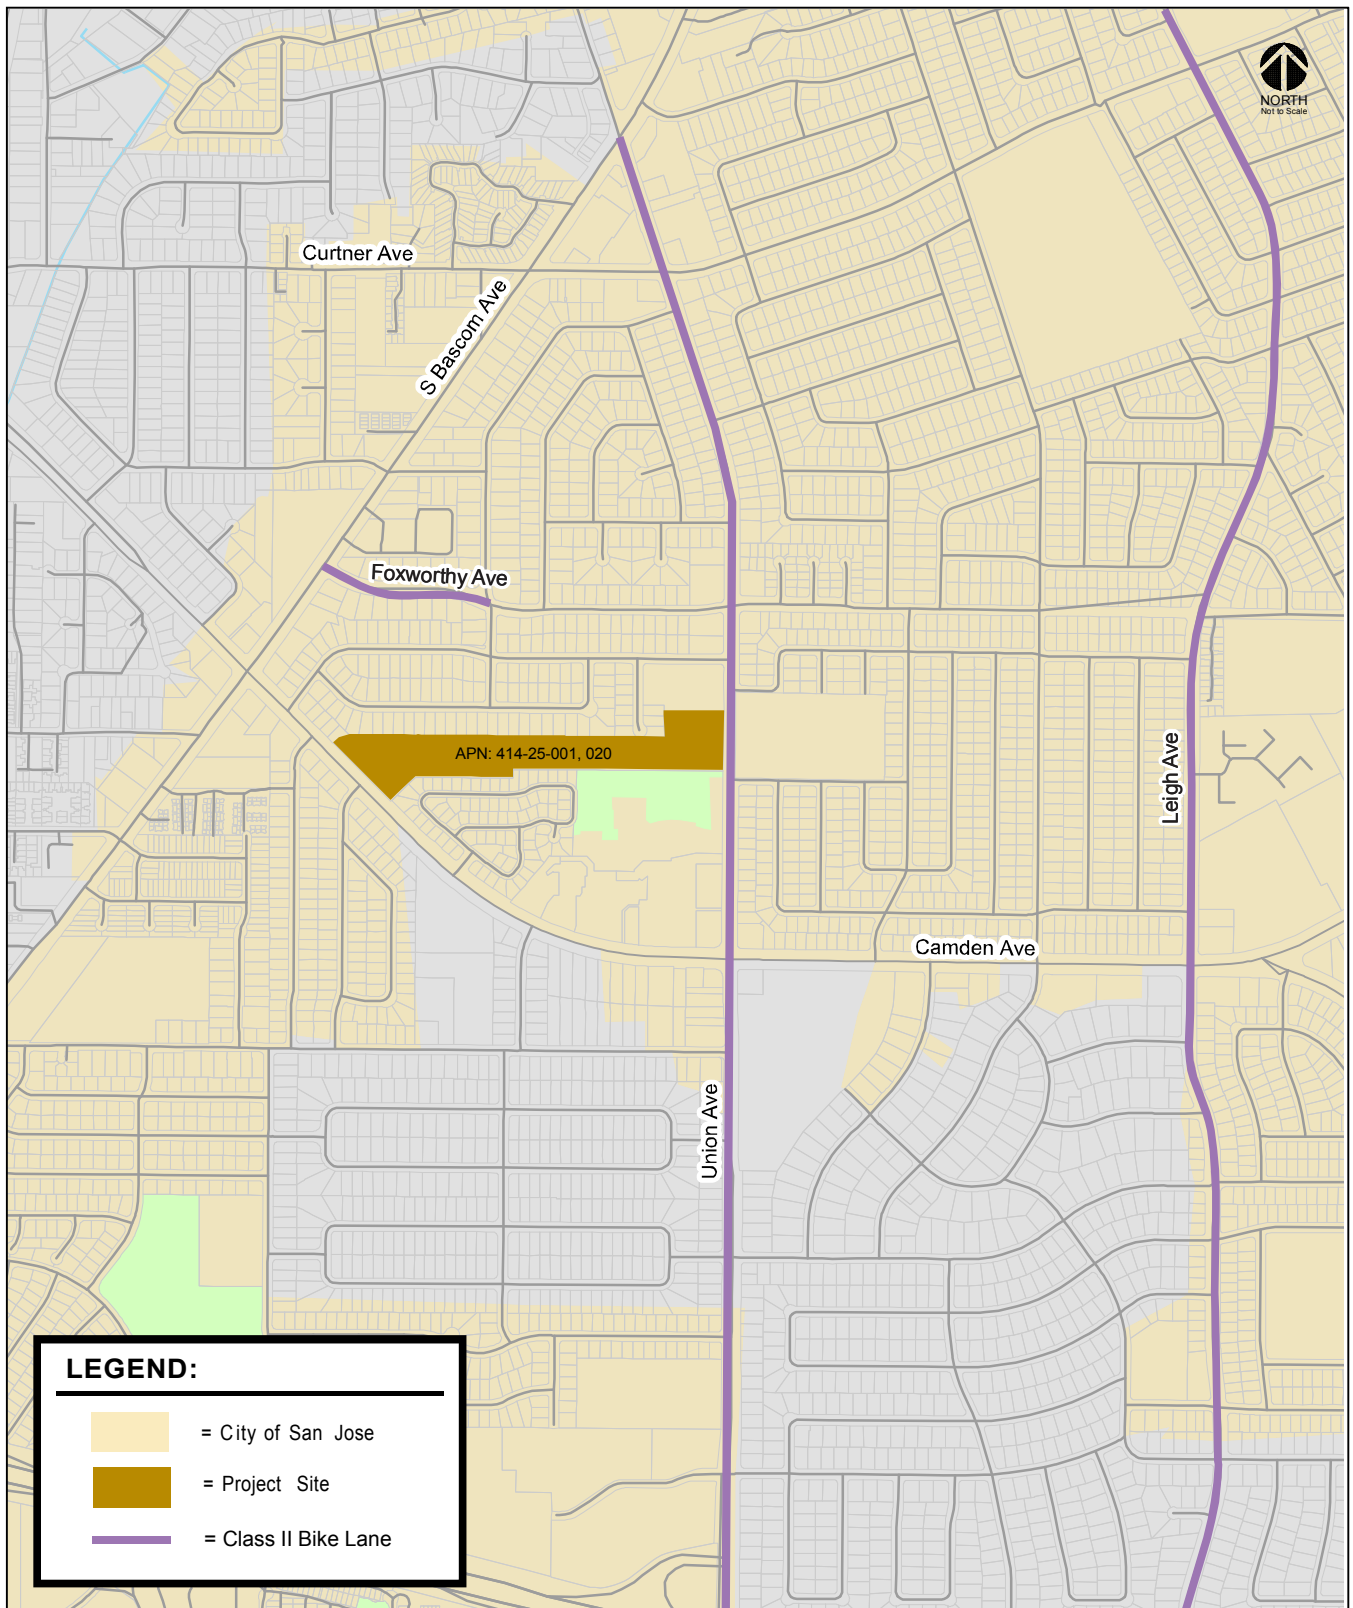 NORTH
Not to Scale
Curtner Ave
S Bascom Ave
Foxworthy Ave
APN: 414-25-001, 020
Leigh Ave
Camden Ave
Union Ave
LEGEND:
= City of San Jose
= Project Site
= Class II Bike Lane